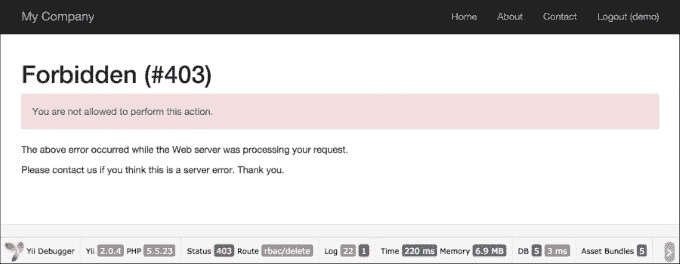 My Company Home About Contact Logout (demo)
Forbidden (#403)
You are not allowed to perform this action.
The above error occurred while the Web server was processing your request.
Please contact us if you think this is a server error. Thank you.
Yii Debugger Yii 2.0.4 PHP 5.5.23 Status 403 Route rbac/delete Log 22 1 Time 220 ms Memory 6.9 MB DB 5 3 ms Asset Bundles 5